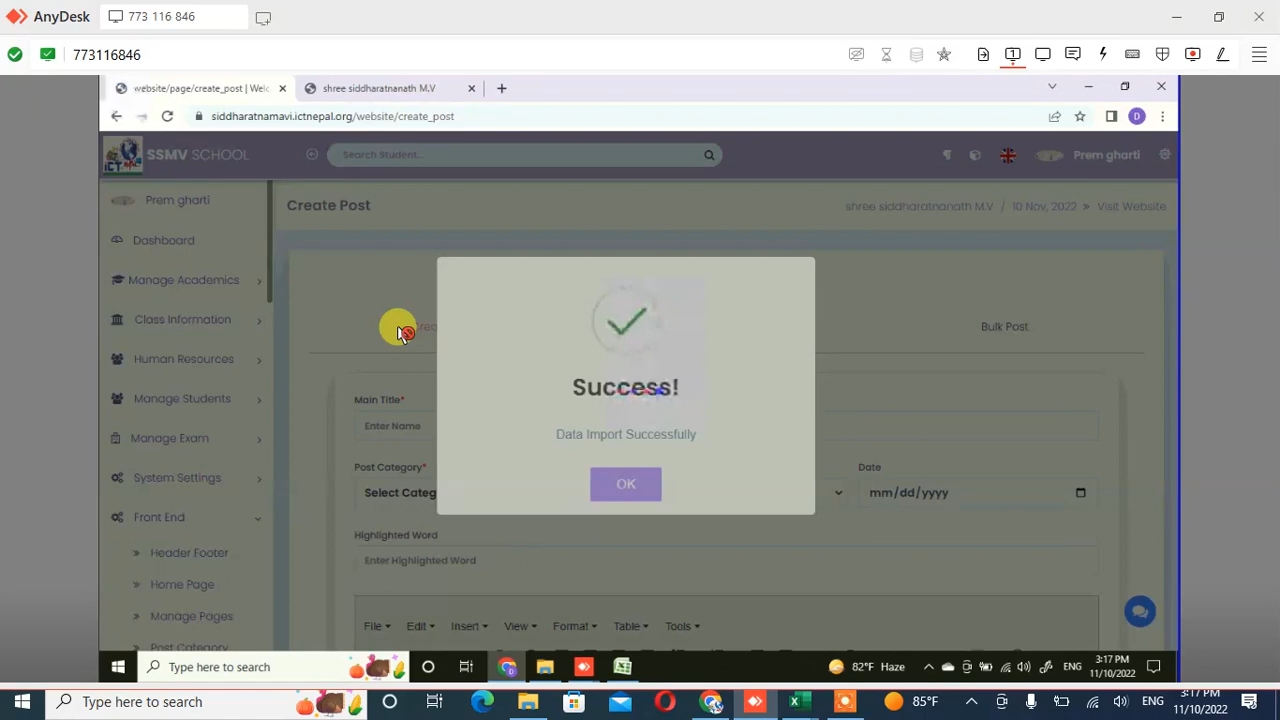 AnyDesk
773 116 846
773116846
website/page/create_post | Welc
shree siddharatnanath M.V
siddharatnamavi.ictnepal.org/website/create_post
D
ICT
SSMV SCHOOL
Search Student...
Prem gharti
Prem gharti
Create Post
shree siddharatnanath M.V / 10 Nov, 2022 » Visit Website
Dashboard
Manage Academics
Class Information
Human Resources
Manage Students
Manage Exam
System Settings
Front End
Header Footer
Home Page
Manage Pages
Post Category
Bulk Post
Main Title*
Enter Name
Post Category*
Select Categ
Date
mm/dd/yyyy
Highlighted Word
Enter Highlighted Word
File
Edit
Insert
View
Format
Table
Tools
Success!
Data Import Successfully
OK
Type here to search
82°F Haze
ENG
3:17 PM
11/10/2022
Type here to search
85°F
ENG
3:17 PM
11/10/2022